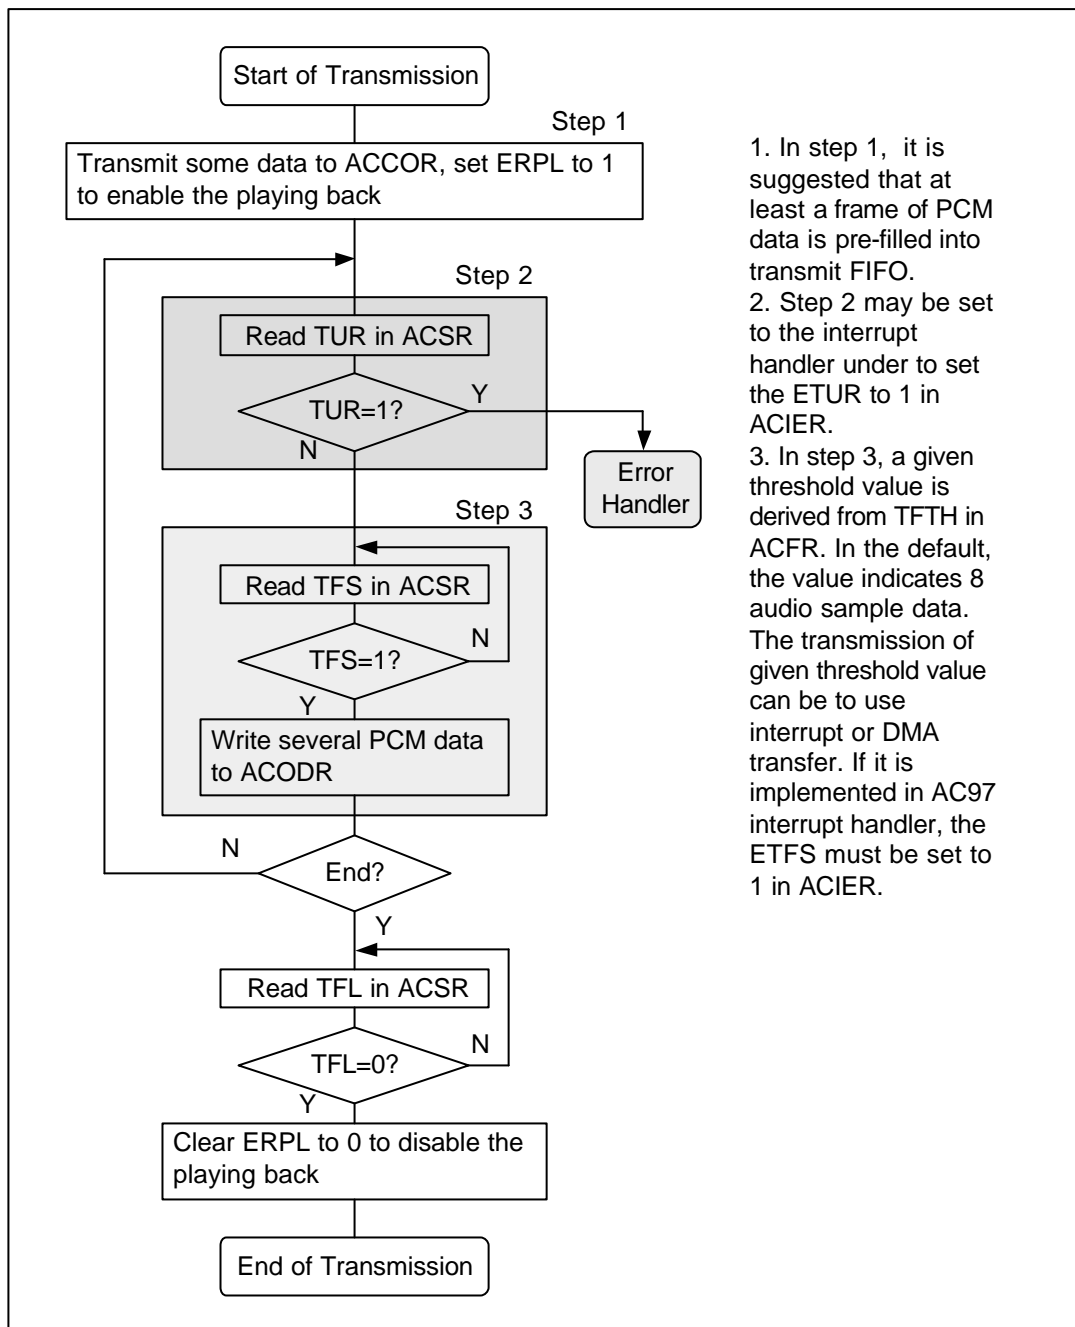 Start of Transmission
Step 1
Transmit some data to ACCOR, set ERPL to 1
to enable the playing back
Step 2
Read TUR in ACSR
TUR=1?
Y
N
Error
Handler
Step 3
Read TFS in ACSR
TFS=1?
N
Y
Write several PCM data
to ACODR
End?
N
Y
Read TFL in ACSR
TFL=0?
N
Y
Clear ERPL to 0 to disable the
playing back
End of Transmission
1. In step 1,  it is
suggested that at
least a frame of PCM
data is pre-filled into
transmit FIFO.
2. Step 2 may be set
to the interrupt
handler under to set
the ETUR to 1 in
ACIER.
3. In step 3, a given
threshold value is
derived from TFTH in
ACFR. In the default,
the value indicates 8
audio sample data.
The transmission of
given threshold value
can be to use
interrupt or DMA
transfer. If it is
implemented in AC97
interrupt handler, the
ETFS must be set to
1 in ACIER.